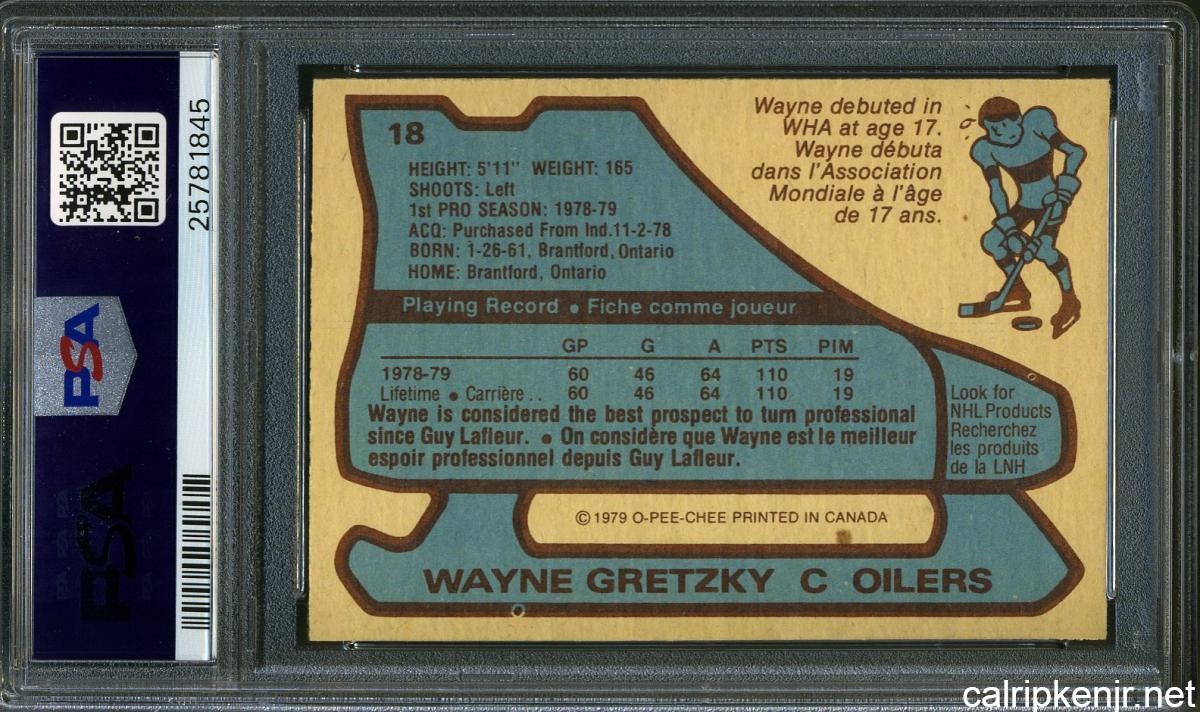 25781845
PSA
PSA
18
HEIGHT: 5'11" WEIGHT: 165
SHOOTS: Left
1st PRO SEASON: 1978-79
ACQ: Purchased From Ind.11-2-78
BORN: 1-26-61, Brantford, Ontario
HOME: Brantford, Ontario
Wayne debuted in
WHA at age 17.
Wayne débuta
dans l'Association
Mondiale à l'âge
de 17 ans.
Playing Record • Fiche comme joueur
GP G A PTS PIM
1978-79 60 46 64 110 19
Lifetime • Carrière . . 60 46 64 110 19
Wayne is considered the best prospect to turn professional
since Guy Lafleur. • On considère que Wayne est le meilleur
espoir professionnel depuis Guy Lafleur.
Look for
NHL Products
Recherchez
les produits
de la LNH
© 1979 O-PEE-CHEE PRINTED IN CANADA
WAYNE GRETZKY C OILERS
calripkenjr.net